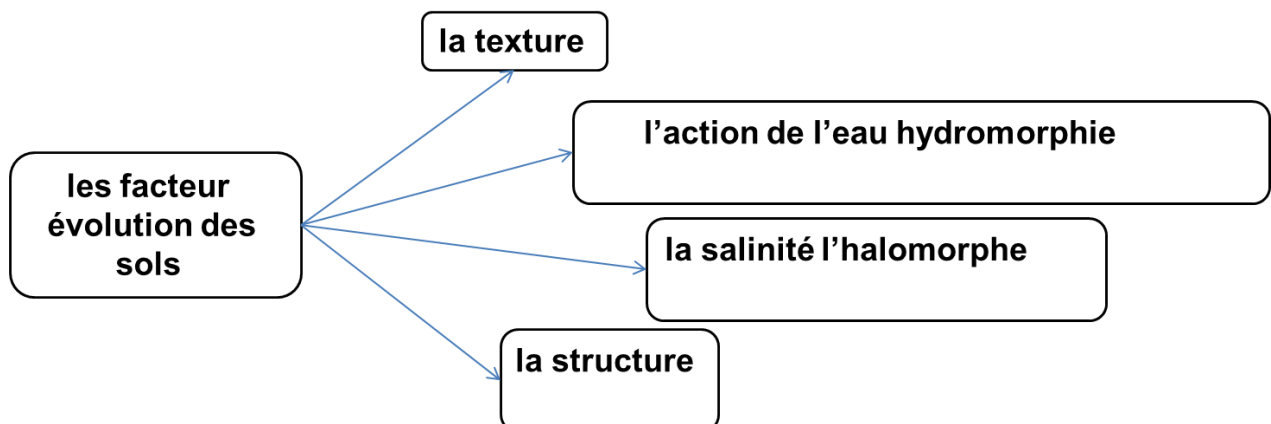 la texture
l’action de l’eau hydromorphie
les facteur
évolution des
sols
la salinité l’halomorphe
la structure